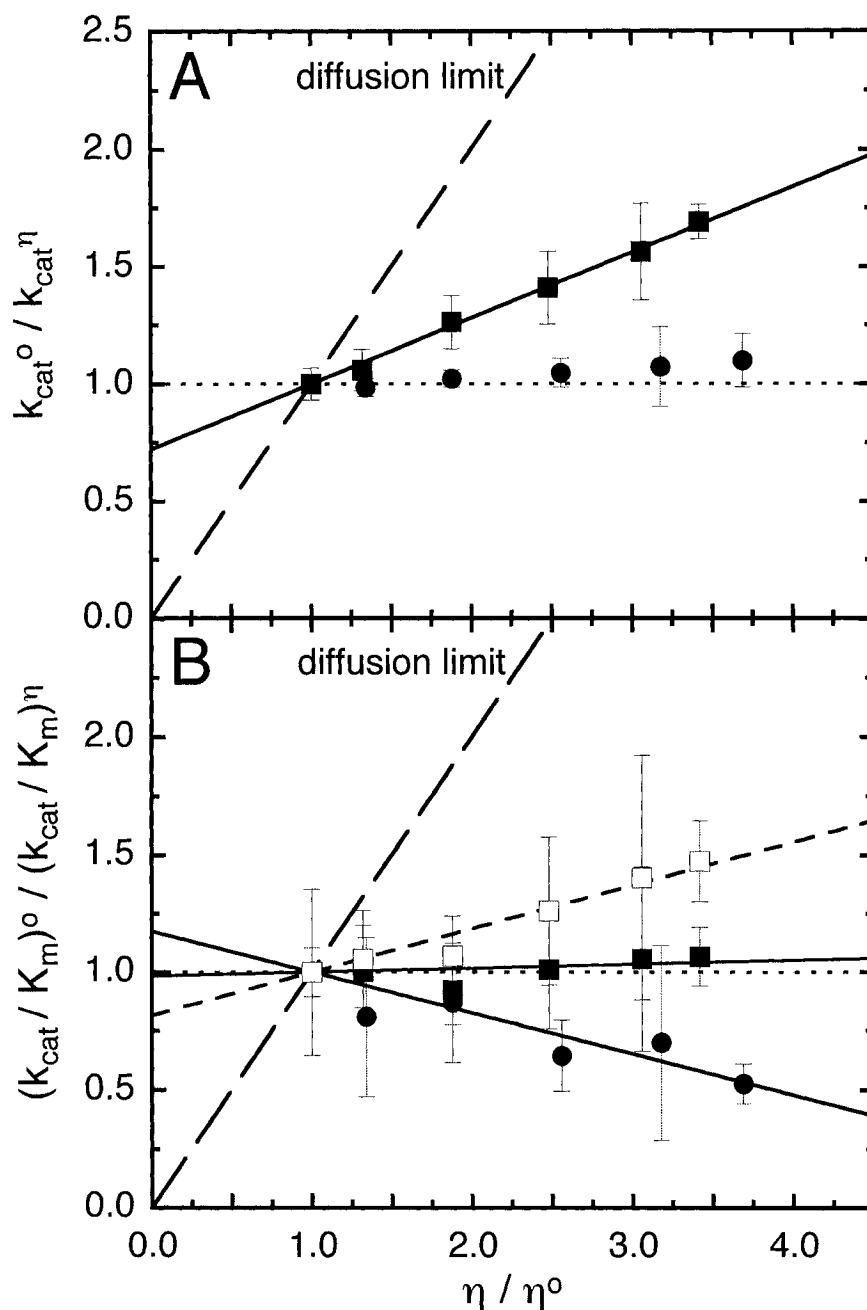 A
diffusion limit
2.5
2.0
1.5
1.0
0.5
0.0
k_cat^o / k_cat^η
B
diffusion limit
2.0
1.5
1.0
0.5
0.0
(k_cat / K_m)^o / (k_cat / K_m)^η
0.0 1.0 2.0 3.0 4.0
η / η^o